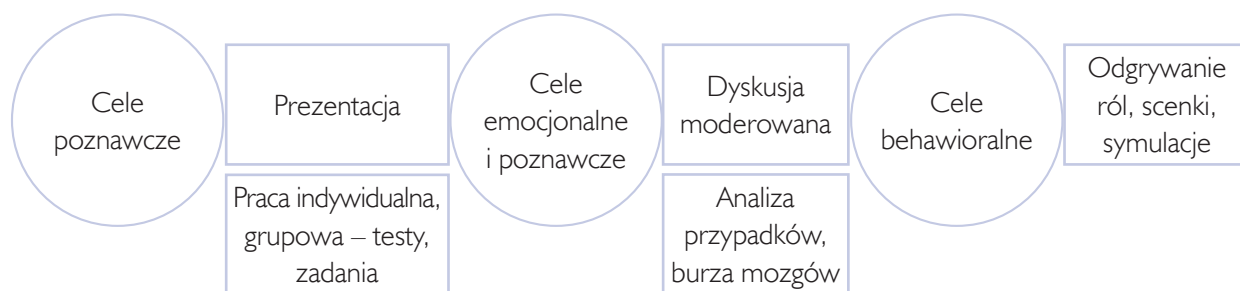 Cele
poznawcze
Prezentacja
Praca indywidualna,
grupowa – testy,
zadania
Cele
emocjonalne
i poznawcze
Dyskusja
moderowana
Analiza
przypadków,
burza mozgów
Cele
behawioralne
Odgrywanie
ról, scenki,
symulacje